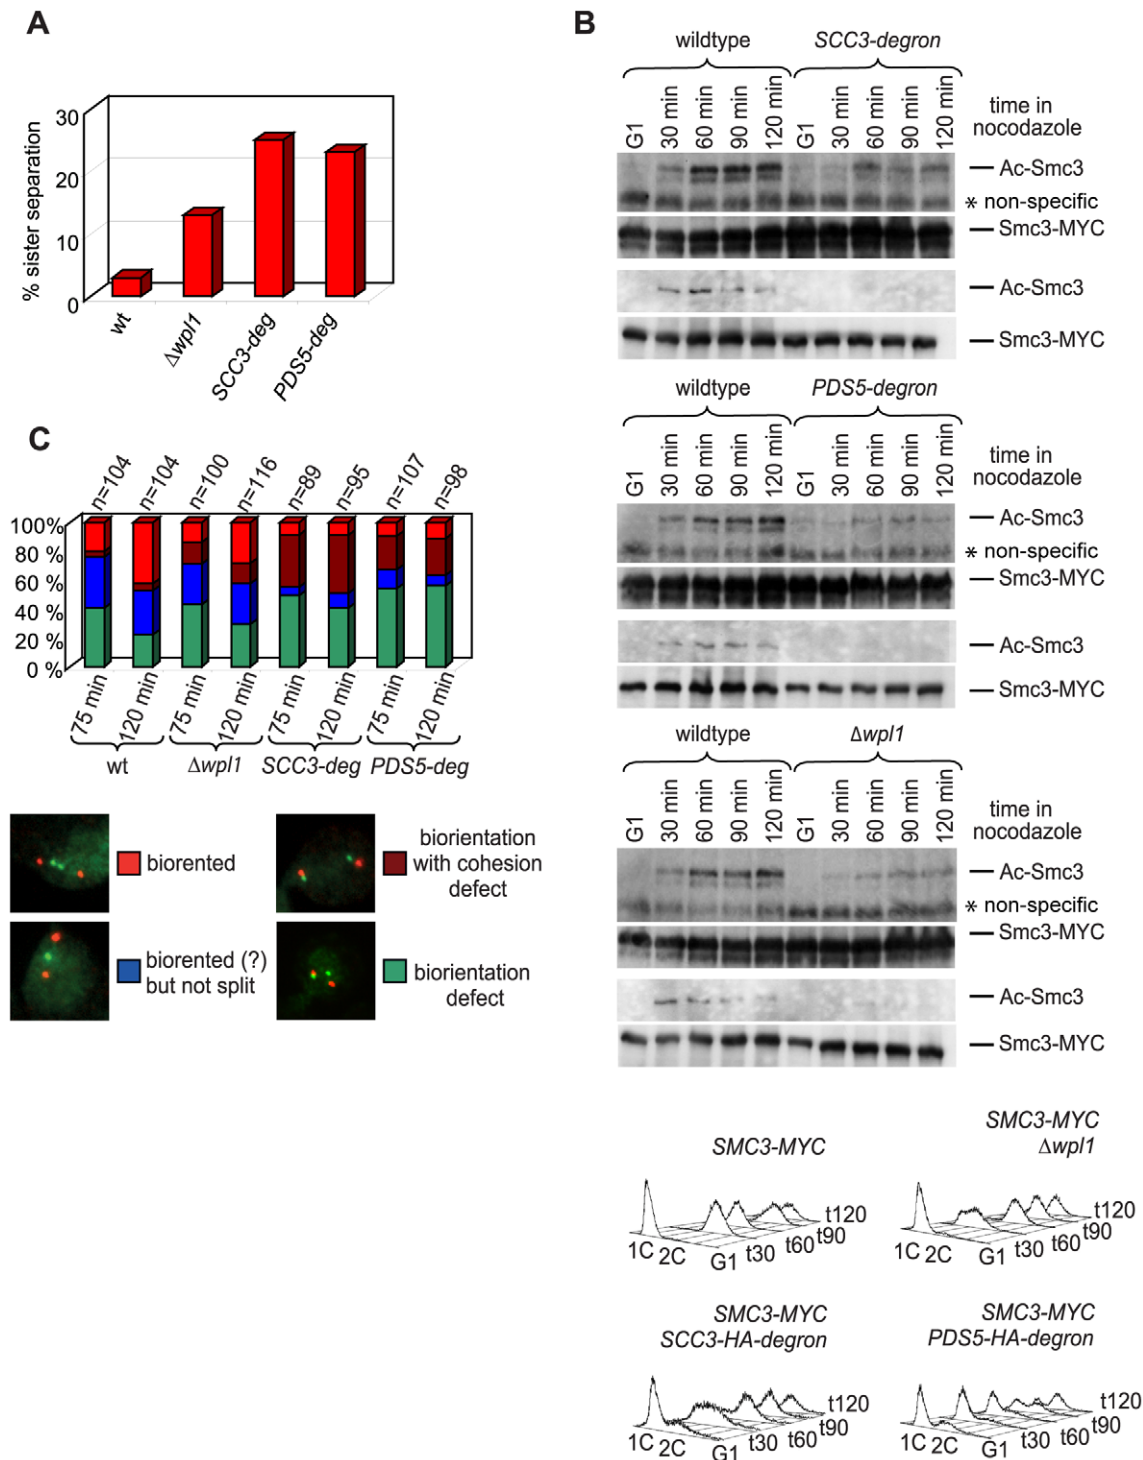 A
30
20
10
0
% sister separation
wt
Δwpl1
SCC3-deg
PDS5-deg
B
wildtype
SCC3-degron
G1
30 min
60 min
90 min
120 min
G1
30 min
60 min
90 min
120 min
time in
nocodazole
Ac-Smc3
* non-specific
Smc3-MYC
Ac-Smc3
Smc3-MYC
wildtype
PDS5-degron
G1
30 min
60 min
90 min
120 min
G1
30 min
60 min
90 min
120 min
time in
nocodazole
Ac-Smc3
* non-specific
Smc3-MYC
Ac-Smc3
Smc3-MYC
wildtype
Δwpl1
G1
30 min
60 min
90 min
120 min
G1
30 min
60 min
90 min
120 min
time in
nocodazole
Ac-Smc3
* non-specific
Smc3-MYC
Ac-Smc3
Smc3-MYC
SMC3-MYC
1C 2C G1 t30 t60 t90 t120
SMC3-MYC
Δwpl1
1C 2C G1 t30 t60 t90 t120
SMC3-MYC
SCC3-HA-degron
1C 2C G1 t30 t60 t90 t120
SMC3-MYC
PDS5-HA-degron
1C 2C G1 t30 t60 t90 t120
C
n=104
n=104
n=100
n=116
n=89
n=95
n=107
n=98
100%
80 %
60 %
40 %
20 %
0 %
75 min
120 min
75 min
120 min
75 min
120 min
75 min
120 min
wt
Δwpl1
SCC3-deg
PDS5-deg
biorented
biorientation
with cohesion
defect
biorented (?)
but not split
biorientation
defect